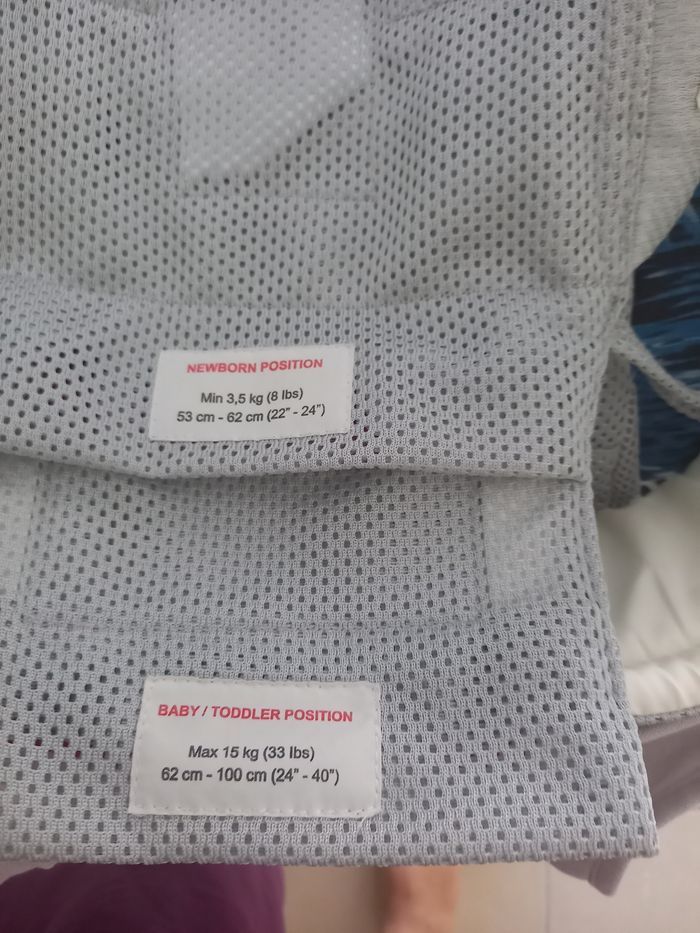 NEWBORN POSITION
Min 3,5 kg (8 lbs)
53 cm - 62 cm (22" - 24")
BABY / TODDLER POSITION
Max 15 kg (33 lbs)
62 cm - 100 cm (24" - 40")